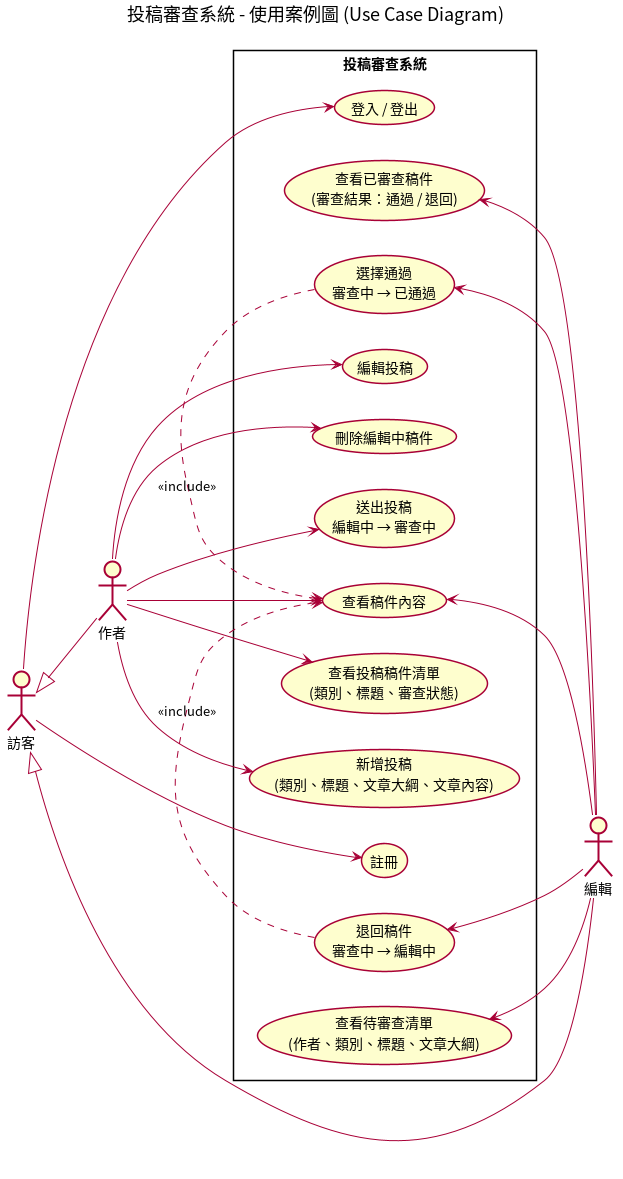 投稿審查系統 - 使用案例圖 (Use Case Diagram)
投稿審查系統
登入 / 登出
查看已審查稿件
(審查結果：通過 / 退回)
選擇通過
審查中 → 已通過
編輯投稿
刪除編輯中稿件
«include»
送出投稿
編輯中 → 審查中
查看稿件內容
作者
查看投稿稿件清單
(類別、標題、審查狀態)
«include»
訪客
新增投稿
(類別、標題、文章大綱、文章內容)
註冊
編輯
退回稿件
審查中 → 編輯中
查看待審查清單
(作者、類別、標題、文章大綱)